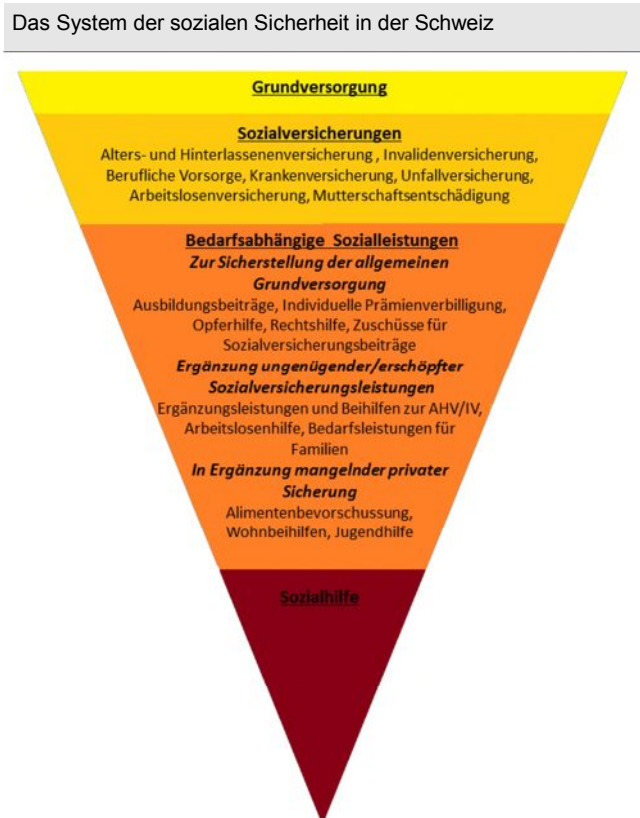 Das System der sozialen Sicherheit in der Schweiz
Grundversorgung
Sozialversicherungen
Alters- und Hinterlassenenversicherung , Invalidenversicherung,
Berufliche Vorsorge, Krankenversicherung, Unfallversicherung,
Arbeitslosenversicherung, Mutterschaftsentschädigung
Bedarfsabhängige Sozialleistungen
Zur Sicherstellung der allgemeinen
Grundversorgung
Ausbildungsbeiträge, Individuelle Prämienverbilligung,
Opferhilfe, Rechtshilfe, Zuschüsse für
Sozialversicherungsbeiträge
Ergänzung ungenügender/erschöpfter
Sozialversicherungsleistungen
Ergänzungsleistungen und Beihilfen zur AHV/IV,
Arbeitslosenhilfe, Bedarfsleistungen für
Familien
In Ergänzung mangelnder privater
Sicherung
Alimentenbevorschussung,
Wohnbeihilfen, Jugendhilfe
Sozialhilfe